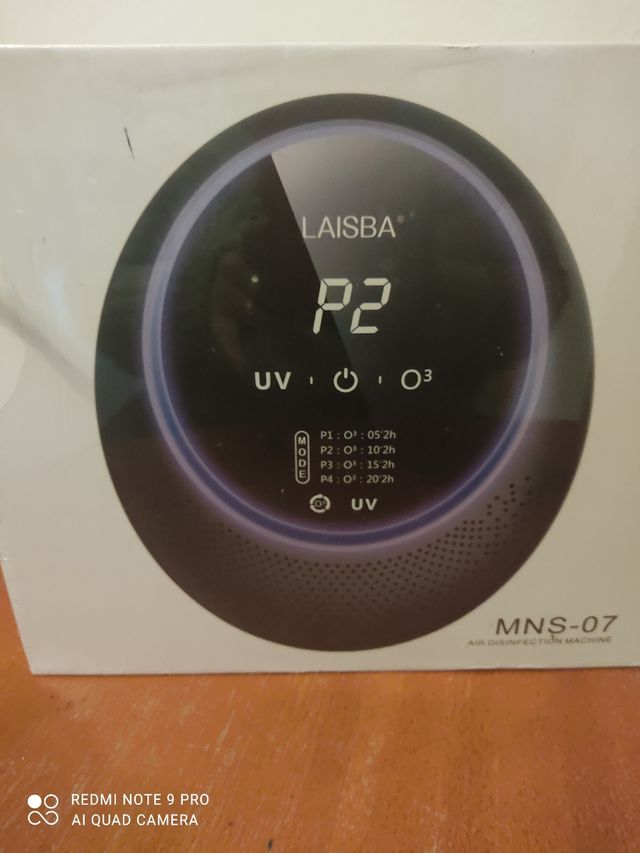 LAISBA®
P2
UV O³
MODE
P1 : O³ : 05'2h
P2 : O³ : 10'2h
P3 : O³ : 15'2h
P4 : O³ : 20'2h
O³ UV
MNS-07
AIR DISINFECTION MACHINE
REDMI NOTE 9 PRO
AI QUAD CAMERA